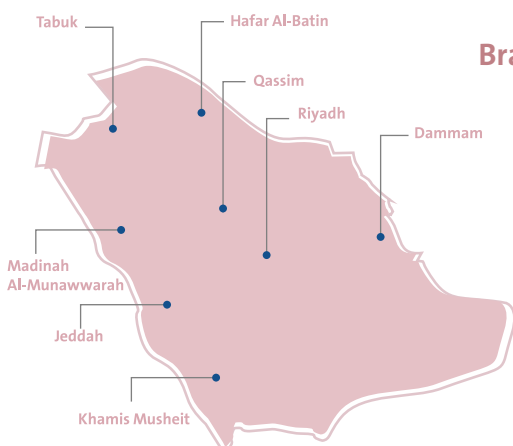 Tabuk
Hafar Al-Batin
Bra
Qassim
Riyadh
Dammam
Madinah
Al-Munawwarah
Jeddah
Khamis Musheit